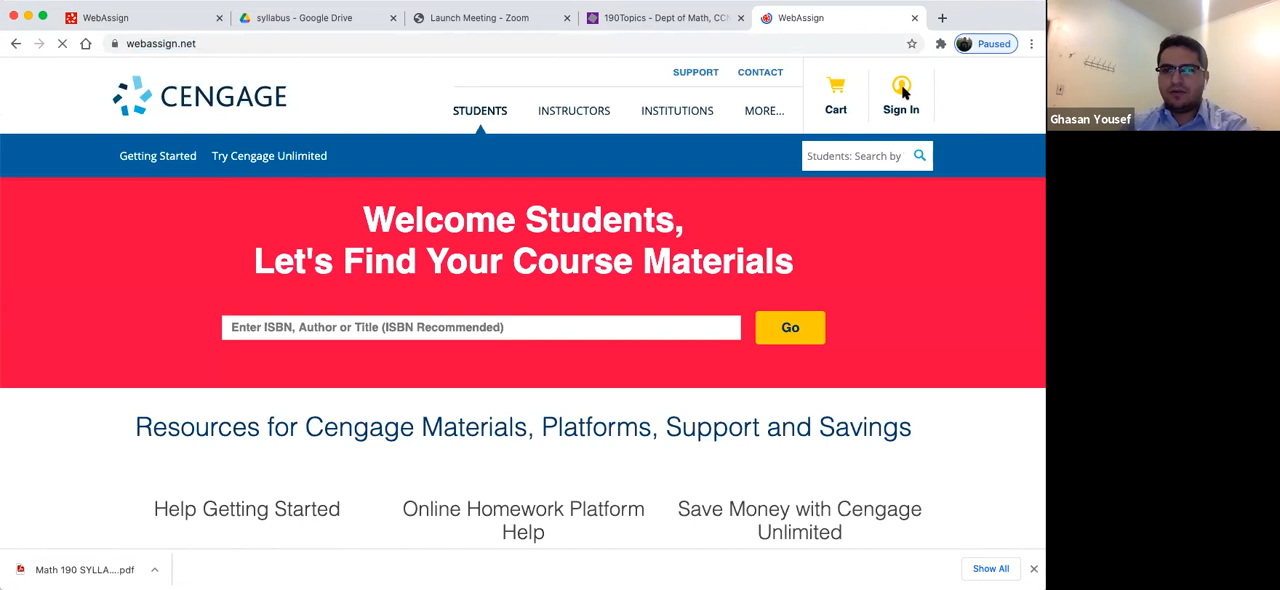 WebAssign
syllabus - Google Drive
Launch Meeting - Zoom
190Topics - Dept of Math, CCN
WebAssign
webassign.net
Paused
CENGAGE
SUPPORT
CONTACT
STUDENTS
INSTRUCTORS
INSTITUTIONS
MORE...
Cart
Sign In
Getting Started
Try Cengage Unlimited
Students: Search by
Welcome Students,
Let's Find Your Course Materials
Enter ISBN, Author or Title (ISBN Recommended)
Go
Resources for Cengage Materials, Platforms, Support and Savings
Help Getting Started
Online Homework Platform
Help
Save Money with Cengage
Unlimited
Math 190 SYLLA....pdf
Show All
Ghasan Yousef